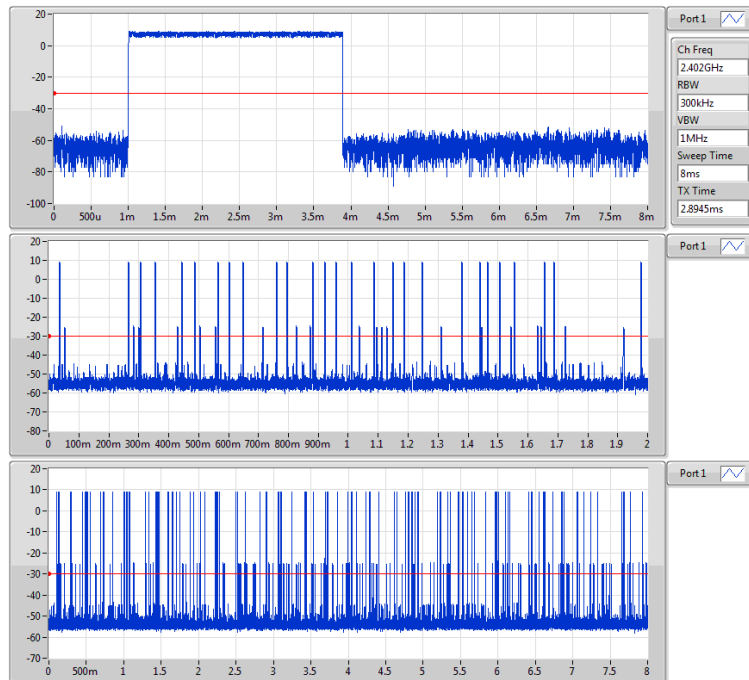 20
0
-20
-40
-60
-80
-100
0 500u 1m 1.5m 2m 2.5m 3m 3.5m 4m 4.5m 5m 5.5m 6m 6.5m 7m 7.5m 8m
Port 1
Ch Freq
2.402GHz
RBW
300kHz
VBW
1MHz
Sweep Time
8ms
TX Time
2.8945ms
20
10
0
-10
-20
-30
-40
-50
-60
-70
-80
0 100m 200m 300m 400m 500m 600m 700m 800m 900m 1 1.1 1.2 1.3 1.4 1.5 1.6 1.7 1.8 1.9 2
Port 1
20
10
0
-10
-20
-30
-40
-50
-60
-70
0 500m 1 1.5 2 2.5 3 3.5 4 4.5 5 5.5 6 6.5 7 7.5 8
Port 1